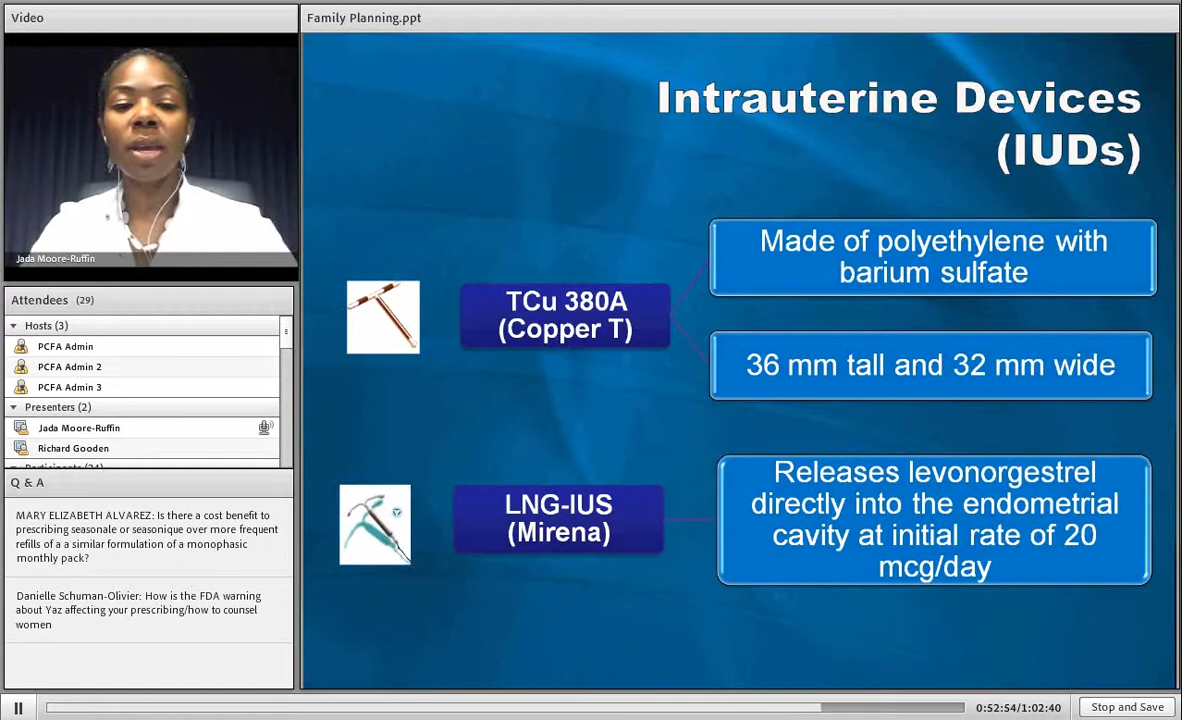 Video
Jada Moore-Ruffin
Attendees (29)
Hosts (3)
PCFA Admin
PCFA Admin 2
PCFA Admin 3
Presenters (2)
Jada Moore-Ruffin
Richard Gooden
Q & A
MARY ELIZABETH ALVAREZ: Is there a cost benefit to
prescribing seasonale or seasonique over more frequent
refills of a a similar formulation of a monophasic
monthly pack?
Danielle Schuman-Olivier: How is the FDA warning
about Yaz affecting your prescribing/how to counsel
women
Family Planning.ppt
Intrauterine Devices
(IUDs)
TCu 380A
(Copper T)
Made of polyethylene with
barium sulfate
36 mm tall and 32 mm wide
LNG-IUS
(Mirena)
Releases levonorgestrel
directly into the endometrial
cavity at initial rate of 20
mcg/day
0:52:54/1:02:40
Stop and Save